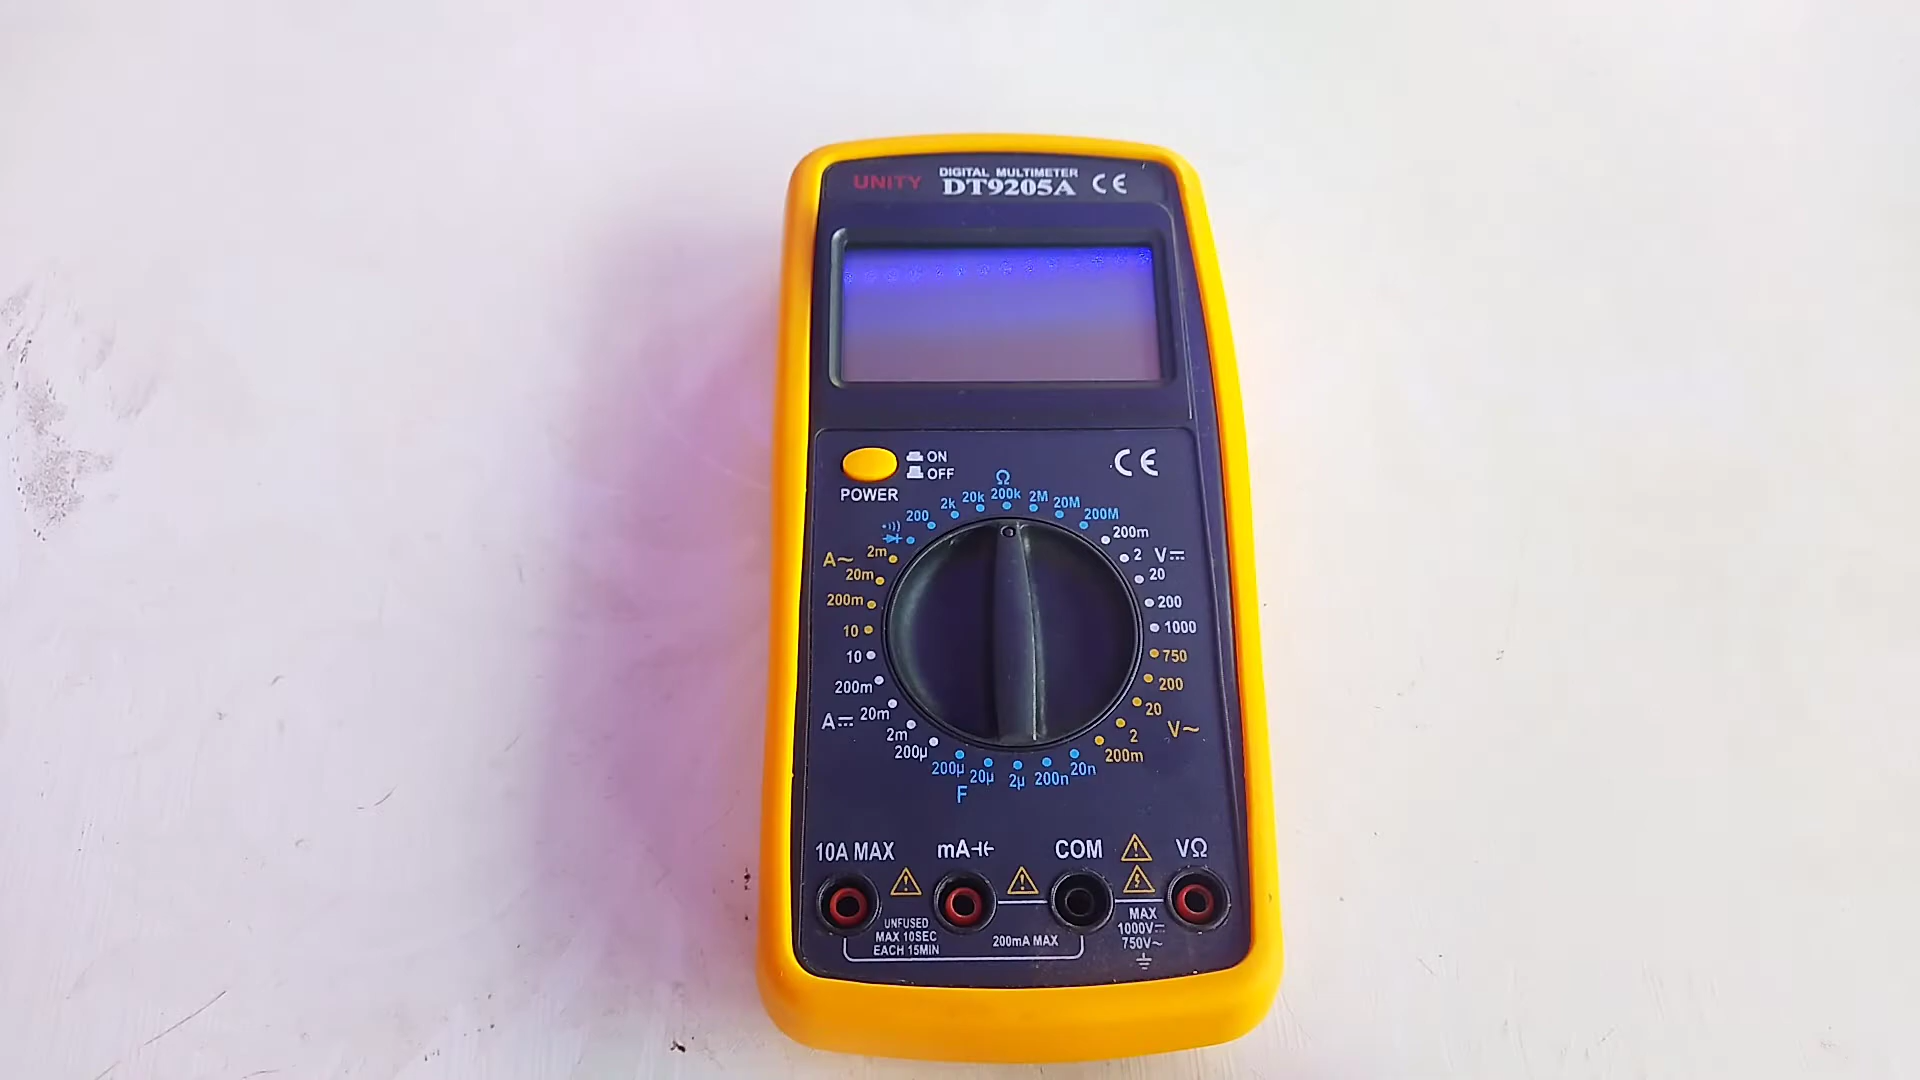 UNITY DIGITAL MULTIMETER
DT9205A CE
ON
OFF
POWER
CE
Ω
200 2k 20k 200k 2M 20M 200M
A~ 2m
20m
200m
10
10
200m
20m
A⎓ 2m
200µ
200m
2 V⎓
20
200
1000
750
200
20
2 V~
200m
200µ 20µ 2µ 200n 20n
F
10A MAX mA COM VΩ
UNFUSED
MAX 10SEC
EACH 15MIN
200mA MAX
MAX
1000V⎓
750V~